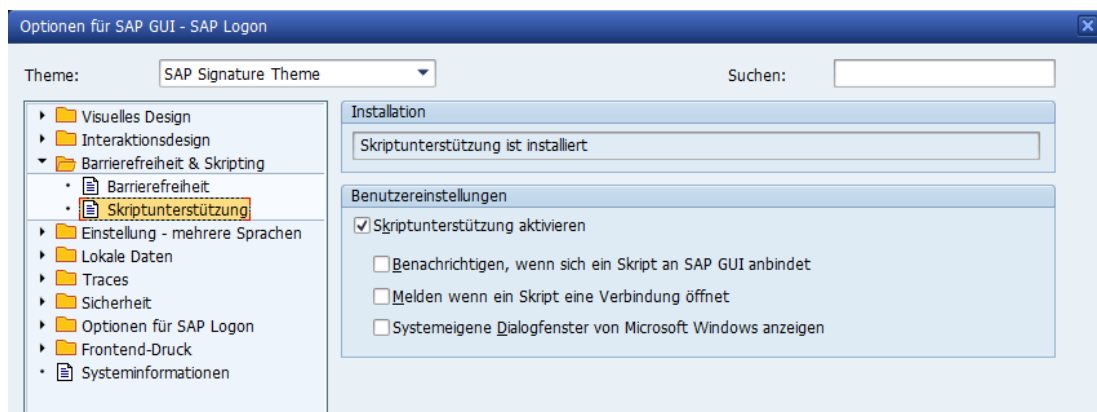 Optionen für SAP GUI - SAP Logon
Theme: SAP Signature Theme Suchen:
Visuelles Design
Interaktionsdesign
Barrierefreiheit & Skripting
Barrierefreiheit
Skriptunterstützung
Einstellung - mehrere Sprachen
Lokale Daten
Traces
Sicherheit
Optionen für SAP Logon
Frontend-Druck
Systeminformationen
Installation
Skriptunterstützung ist installiert
Benutzereinstellungen
Skriptunterstützung aktivieren
Benachrichtigen, wenn sich ein Skript an SAP GUI anbindet
Melden wenn ein Skript eine Verbindung öffnet
Systemeigene Dialogfenster von Microsoft Windows anzeigen